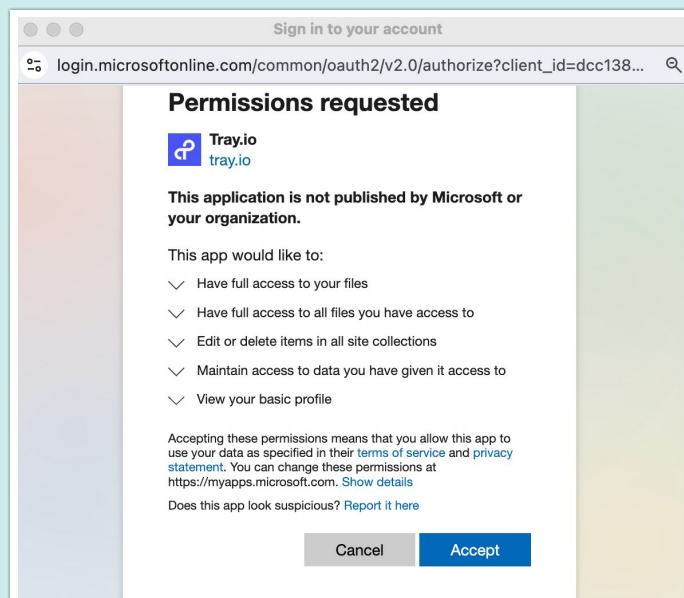 Sign in to your account
login.microsoftonline.com/common/oauth2/v2.0/authorize?client_id=dcc138...
Permissions requested
Tray.io
tray.io
This application is not published by Microsoft or
your organization.
This app would like to:
Have full access to your files
Have full access to all files you have access to
Edit or delete items in all site collections
Maintain access to data you have given it access to
View your basic profile
Accepting these permissions means that you allow this app to
use your data as specified in their terms of service and privacy
statement. You can change these permissions at
https://myapps.microsoft.com. Show details
Does this app look suspicious? Report it here
Cancel Accept